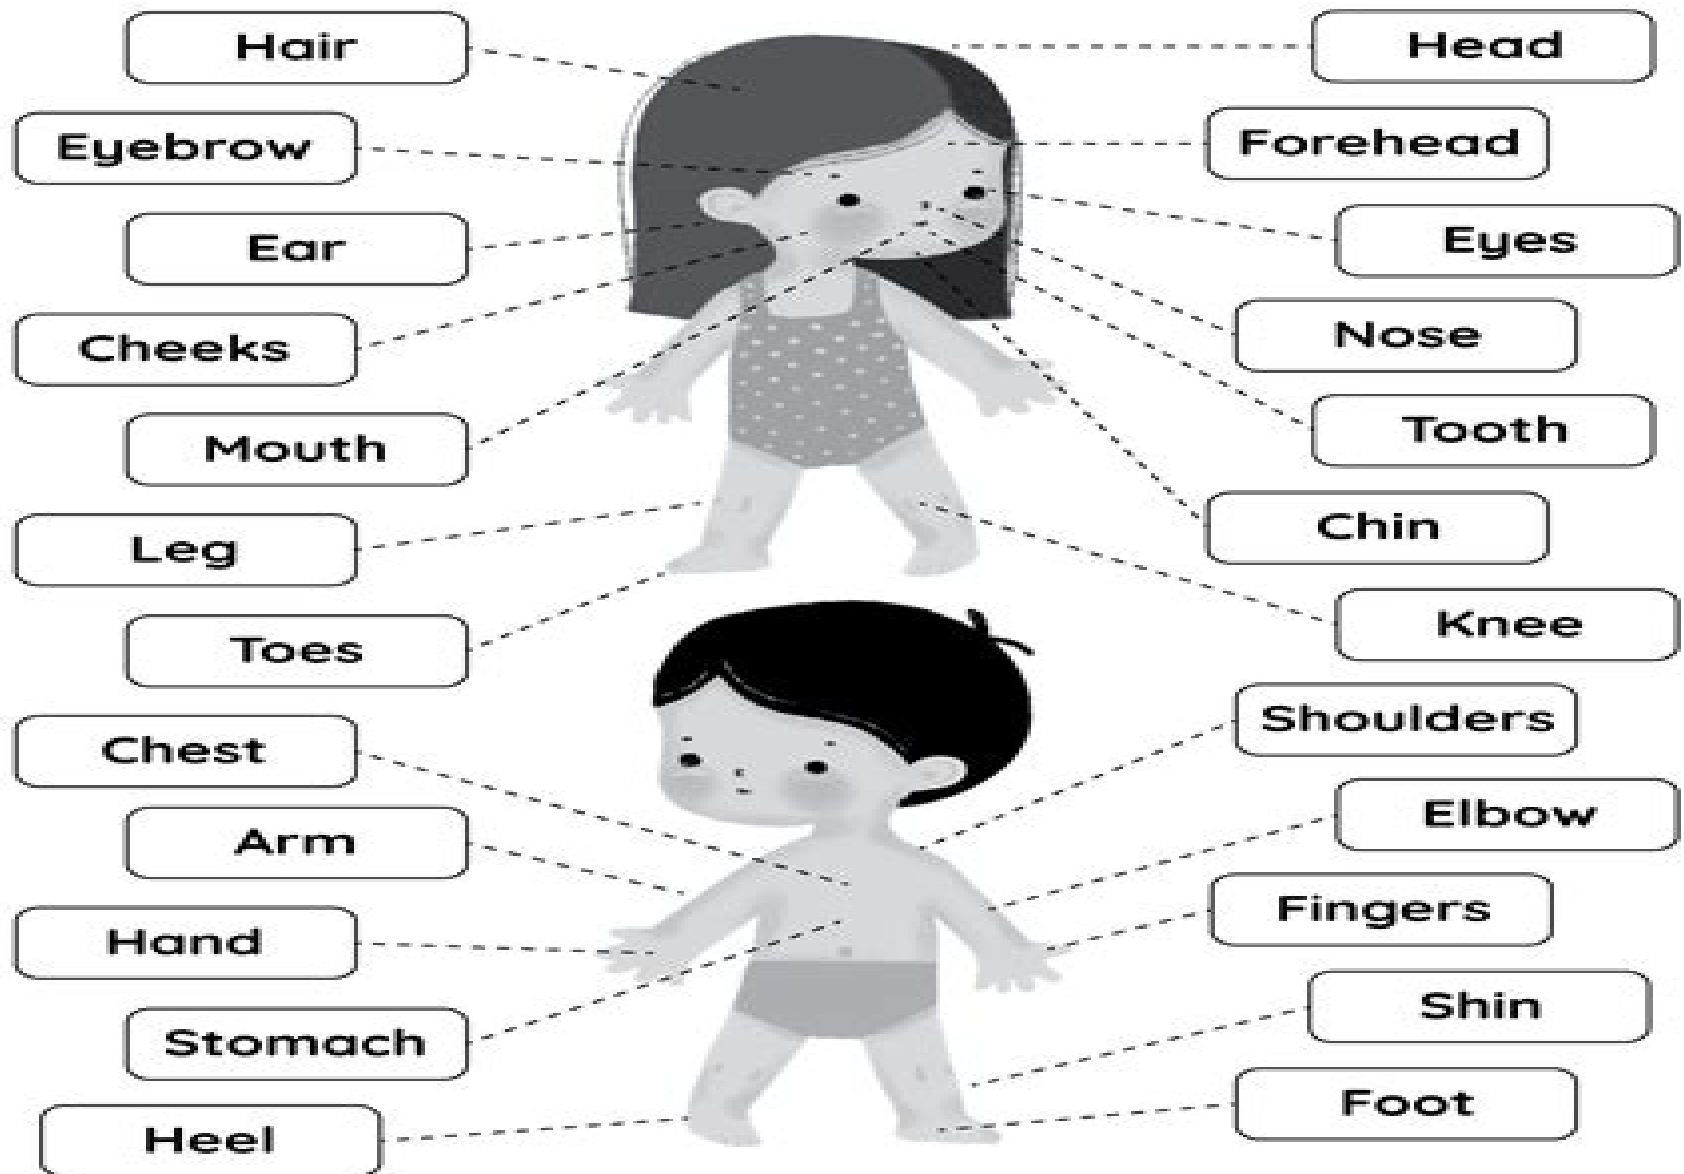 Hair
Head
Eyebrow
Forehead
Ear
Eyes
Cheeks
Nose
Mouth
Tooth
Leg
Chin
Toes
Knee
Chest
Shoulders
Arm
Elbow
Hand
Fingers
Stomach
Shin
Heel
Foot